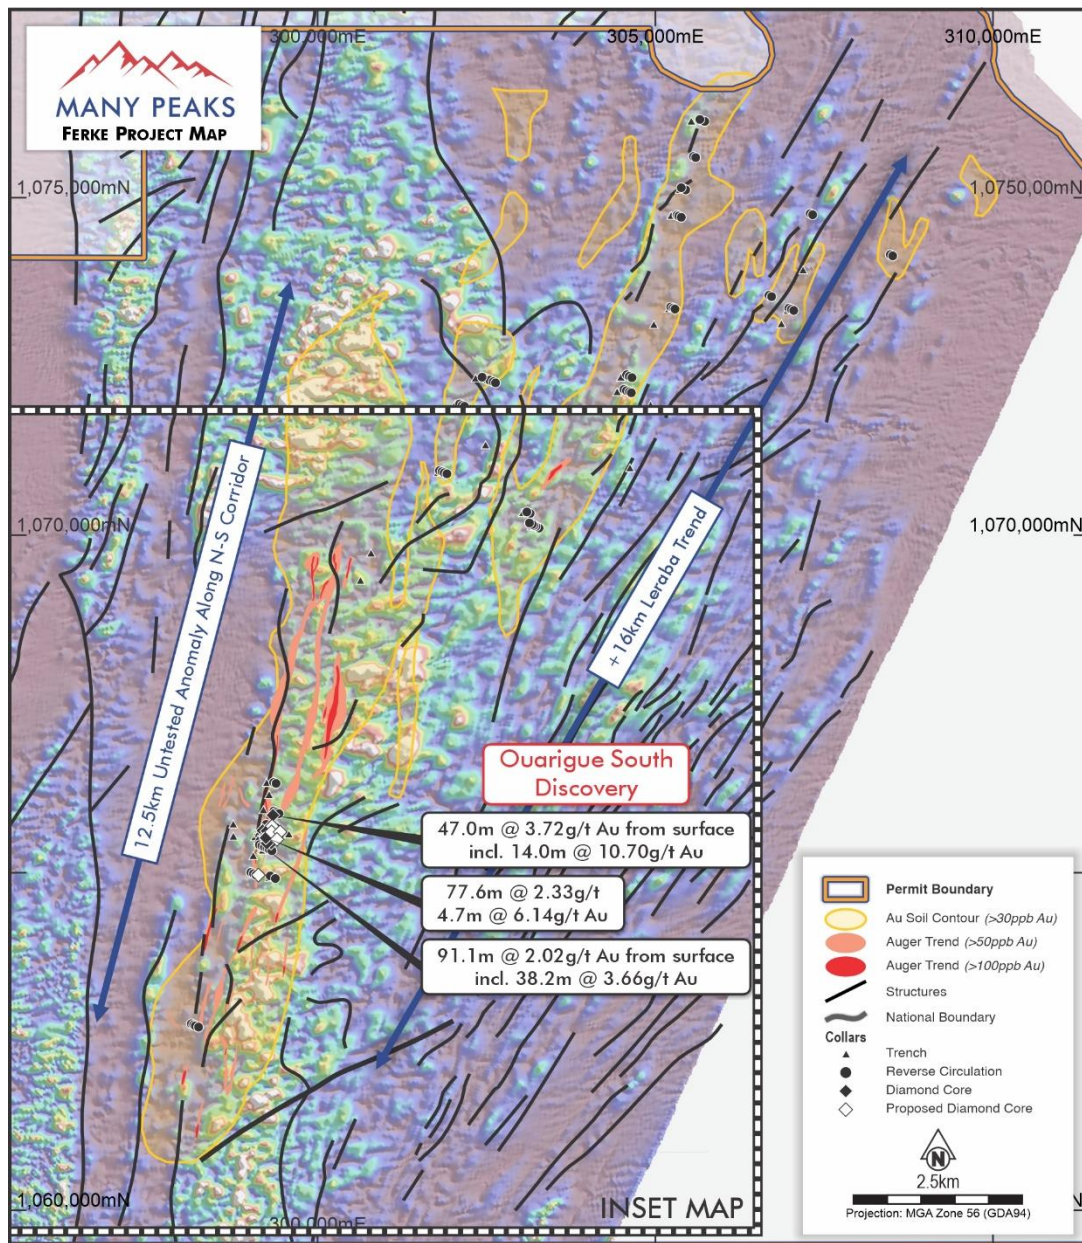 300,000mE
305,000mE
310,000mE
MANY PEAKS
FERKE PROJECT MAP
1,075,000mN
1,0750,00mN
12.5km Untested Anomaly Along N-S Corridor
+16km Leraba Trend
1,070,000mN
1,070,000mN
Ouarigue South
Discovery
47.0m @ 3.72g/t Au from surface
incl. 14.0m @ 10.70g/t Au
77.6m @ 2.33g/t
4.7m @ 6.14g/t Au
91.1m @ 2.02g/t Au from surface
incl. 38.2m @ 3.66g/t Au
Permit Boundary
Au Soil Contour (>30ppb Au)
Auger Trend (>50ppb Au)
Auger Trend (>100ppb Au)
Structures
National Boundary
Collars
Trench
Reverse Circulation
Diamond Core
Proposed Diamond Core
N
2.5km
Projection: MGA Zone 56 (GDA94)
1,060,000mN
300,000mE
INSET MAP